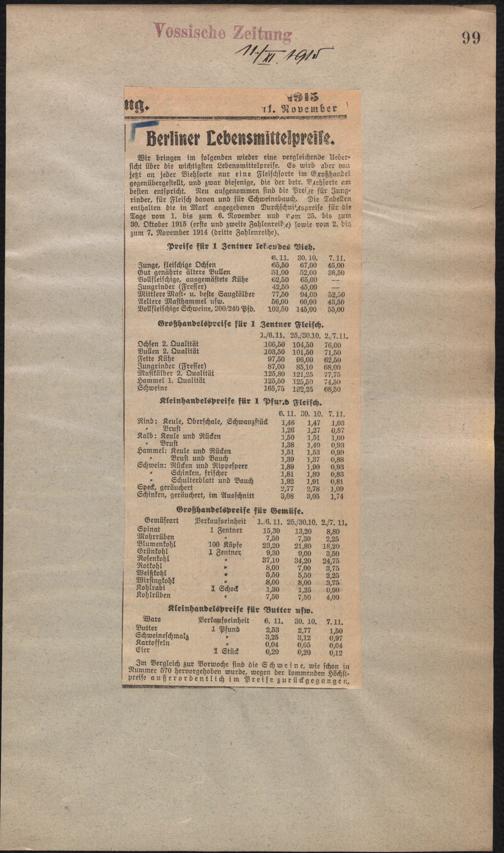 Vossische Zeitung
99
11./XI. 1915
ng.
1915
11. November
Berliner Lebensmittelpreise.
Wir bringen im folgenden wieder eine vergleichende Ueber-
sicht über die wichtigsten Lebensmittelpreise. Es wird aber von
jetzt an jeder Viehsorte nur eine Fleischsorte im Großhandel
gegenübergestellt, und zwar diejenige, die der betr. Viehsorte am
besten entspricht. Neu aufgenommen sind die Preise für Jung-
rinder, für Fleisch davon und für Schweinebauch. Die Tabellen
enthalten die in Mark angegebenen Durchschnittspreise für die
Tage vom 1. bis zum 6. November und vom 25. bis zum
30. Oktober 1915 (erste und zweite Zahlenreihe) sowie vom 2. bis
zum 7. November 1914 (dritte Zahlenreihe).
Preise für 1 Zentner lebendes Vieh.
6. 11. 30. 10. 7. 11.
Junge, fleischige Ochsen 65,50 67,00 45,00
Gut genährte ältere Bullen 51,00 52,00 38,50
Vollfleischige, ausgemästete Kühe 62,50 65,00 —
Jungrinder (Fresser) 42,50 45,00 —
Mittlere Mast- u. beste Saugkälber 77,50 94,00 52,50
Aeltere Masthammel usw. 56,00 60,00 43,50
Vollfleischige Schweine, 200/240 Pfd. 102,50 145,00 55,00
Großhandelspreise für 1 Zentner Fleisch.
1./6. 11. 25./30. 10. 2./7. 11.
Ochsen 2. Qualität 106,50 104,50 76,00
Bullen 2. Qualität 103,50 101,50 71,50
Fette Kühe 97,50 96,00 62,50
Jungrinder (Fresser) 87,00 85,10 68,00
Mastkälber 2. Qualität 125,80 121,25 77,75
Hammel 1. Qualität 125,50 125,50 74,50
Schweine 165,75 182,25 68,50
Kleinhandelspreise für 1 Pfund Fleisch.
6. 11. 30. 10. 7. 11.
Rind: Keule, Oberschale, Schwanzstück 1,46 1,47 1,03
" Brust 1,26 1,27 0,87
Kalb: Keule und Rücken 1,50 1,51 1,00
" Brust 1,38 1,40 0,93
Hammel: Keule und Rücken 1,51 1,53 0,99
" Brust und Bauch 1,39 1,37 0,88
Schwein: Rücken und Rippespeer 1,89 1,90 0,93
" Schinken, frischer 1,81 1,80 0,83
" Schulterblatt und Bauch 1,92 1,91 0,81
Speck, geräuchert 2,77 2,78 1,00
Schinken, geräuchert, im Ausschnitt 3,08 3,03 1,74
Großhandelspreise für Gemüse.
Gemüseart Verkaufseinheit 1./6. 11. 25./30.10. 2./7. 11.
Spinat 1 Zentner 15,30 13,20 8,80
Mohrrüben " 7,50 7,30 2,25
Blumenkohl 100 Köpfe 23,20 21,80 18,20
Grünkohl 1 Zentner 9,30 9,00 3,50
Rosenkohl " 37,10 34,20 24,75
Rotkohl " 8,00 7,00 3,75
Weißkohl " 5,50 5,50 2,25
Wirsingkohl " 8,00 8,00 3,25
Kohlrabi 1 Schock 1,30 1,25 0,90
Kohlrüben " 7,50 7,50 4,00
Kleinhandelspreise für Butter usw.
Ware Verkaufseinheit 6. 11. 30. 10. 7. 11.
Butter 1 Pfund 2,53 2,77 1,50
Schweineschmalz " 3,25 3,12 0,97
Kartoffeln " 0,04 0,05 0,04
Eier 1 Stück 0,20 0,20 0,12
Im Vergleich zur Vorwoche sind die Schweine, wie schon in
Nummer 570 hervorgehoben wurde, wegen der kommenden Höchst-
preise außerordentlich im Preise zurückgegangen.